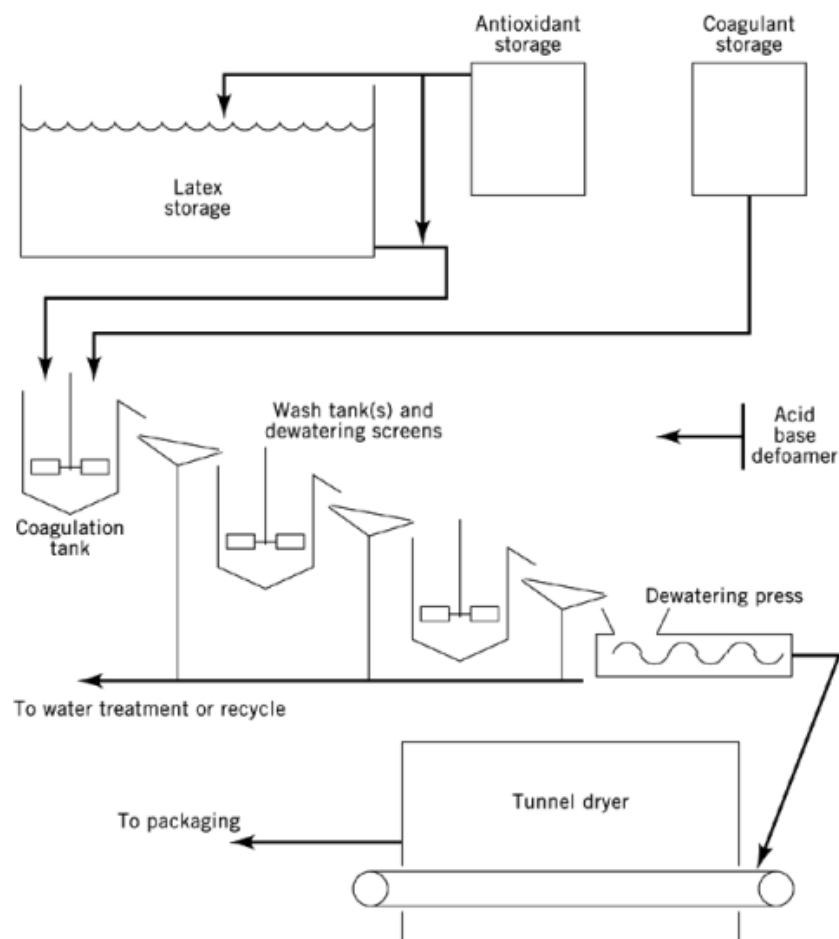 Antioxidant
storage
Coagulant
storage
Latex
storage
Wash tank(s) and
dewatering screens
Acid
base
defoamer
Coagulation
tank
Dewatering press
To water treatment or recycle
Tunnel dryer
To packaging